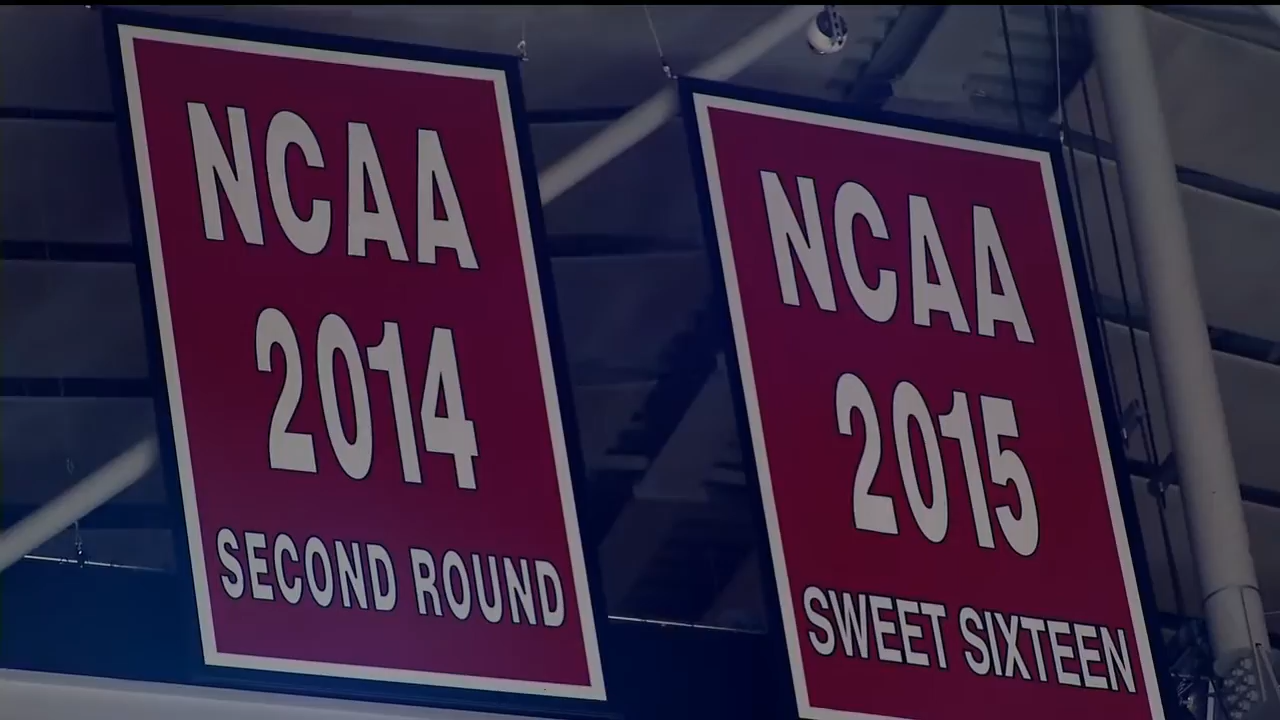 NCAA
2014
SECOND ROUND
NCAA
2015
SWEET SIXTEEN